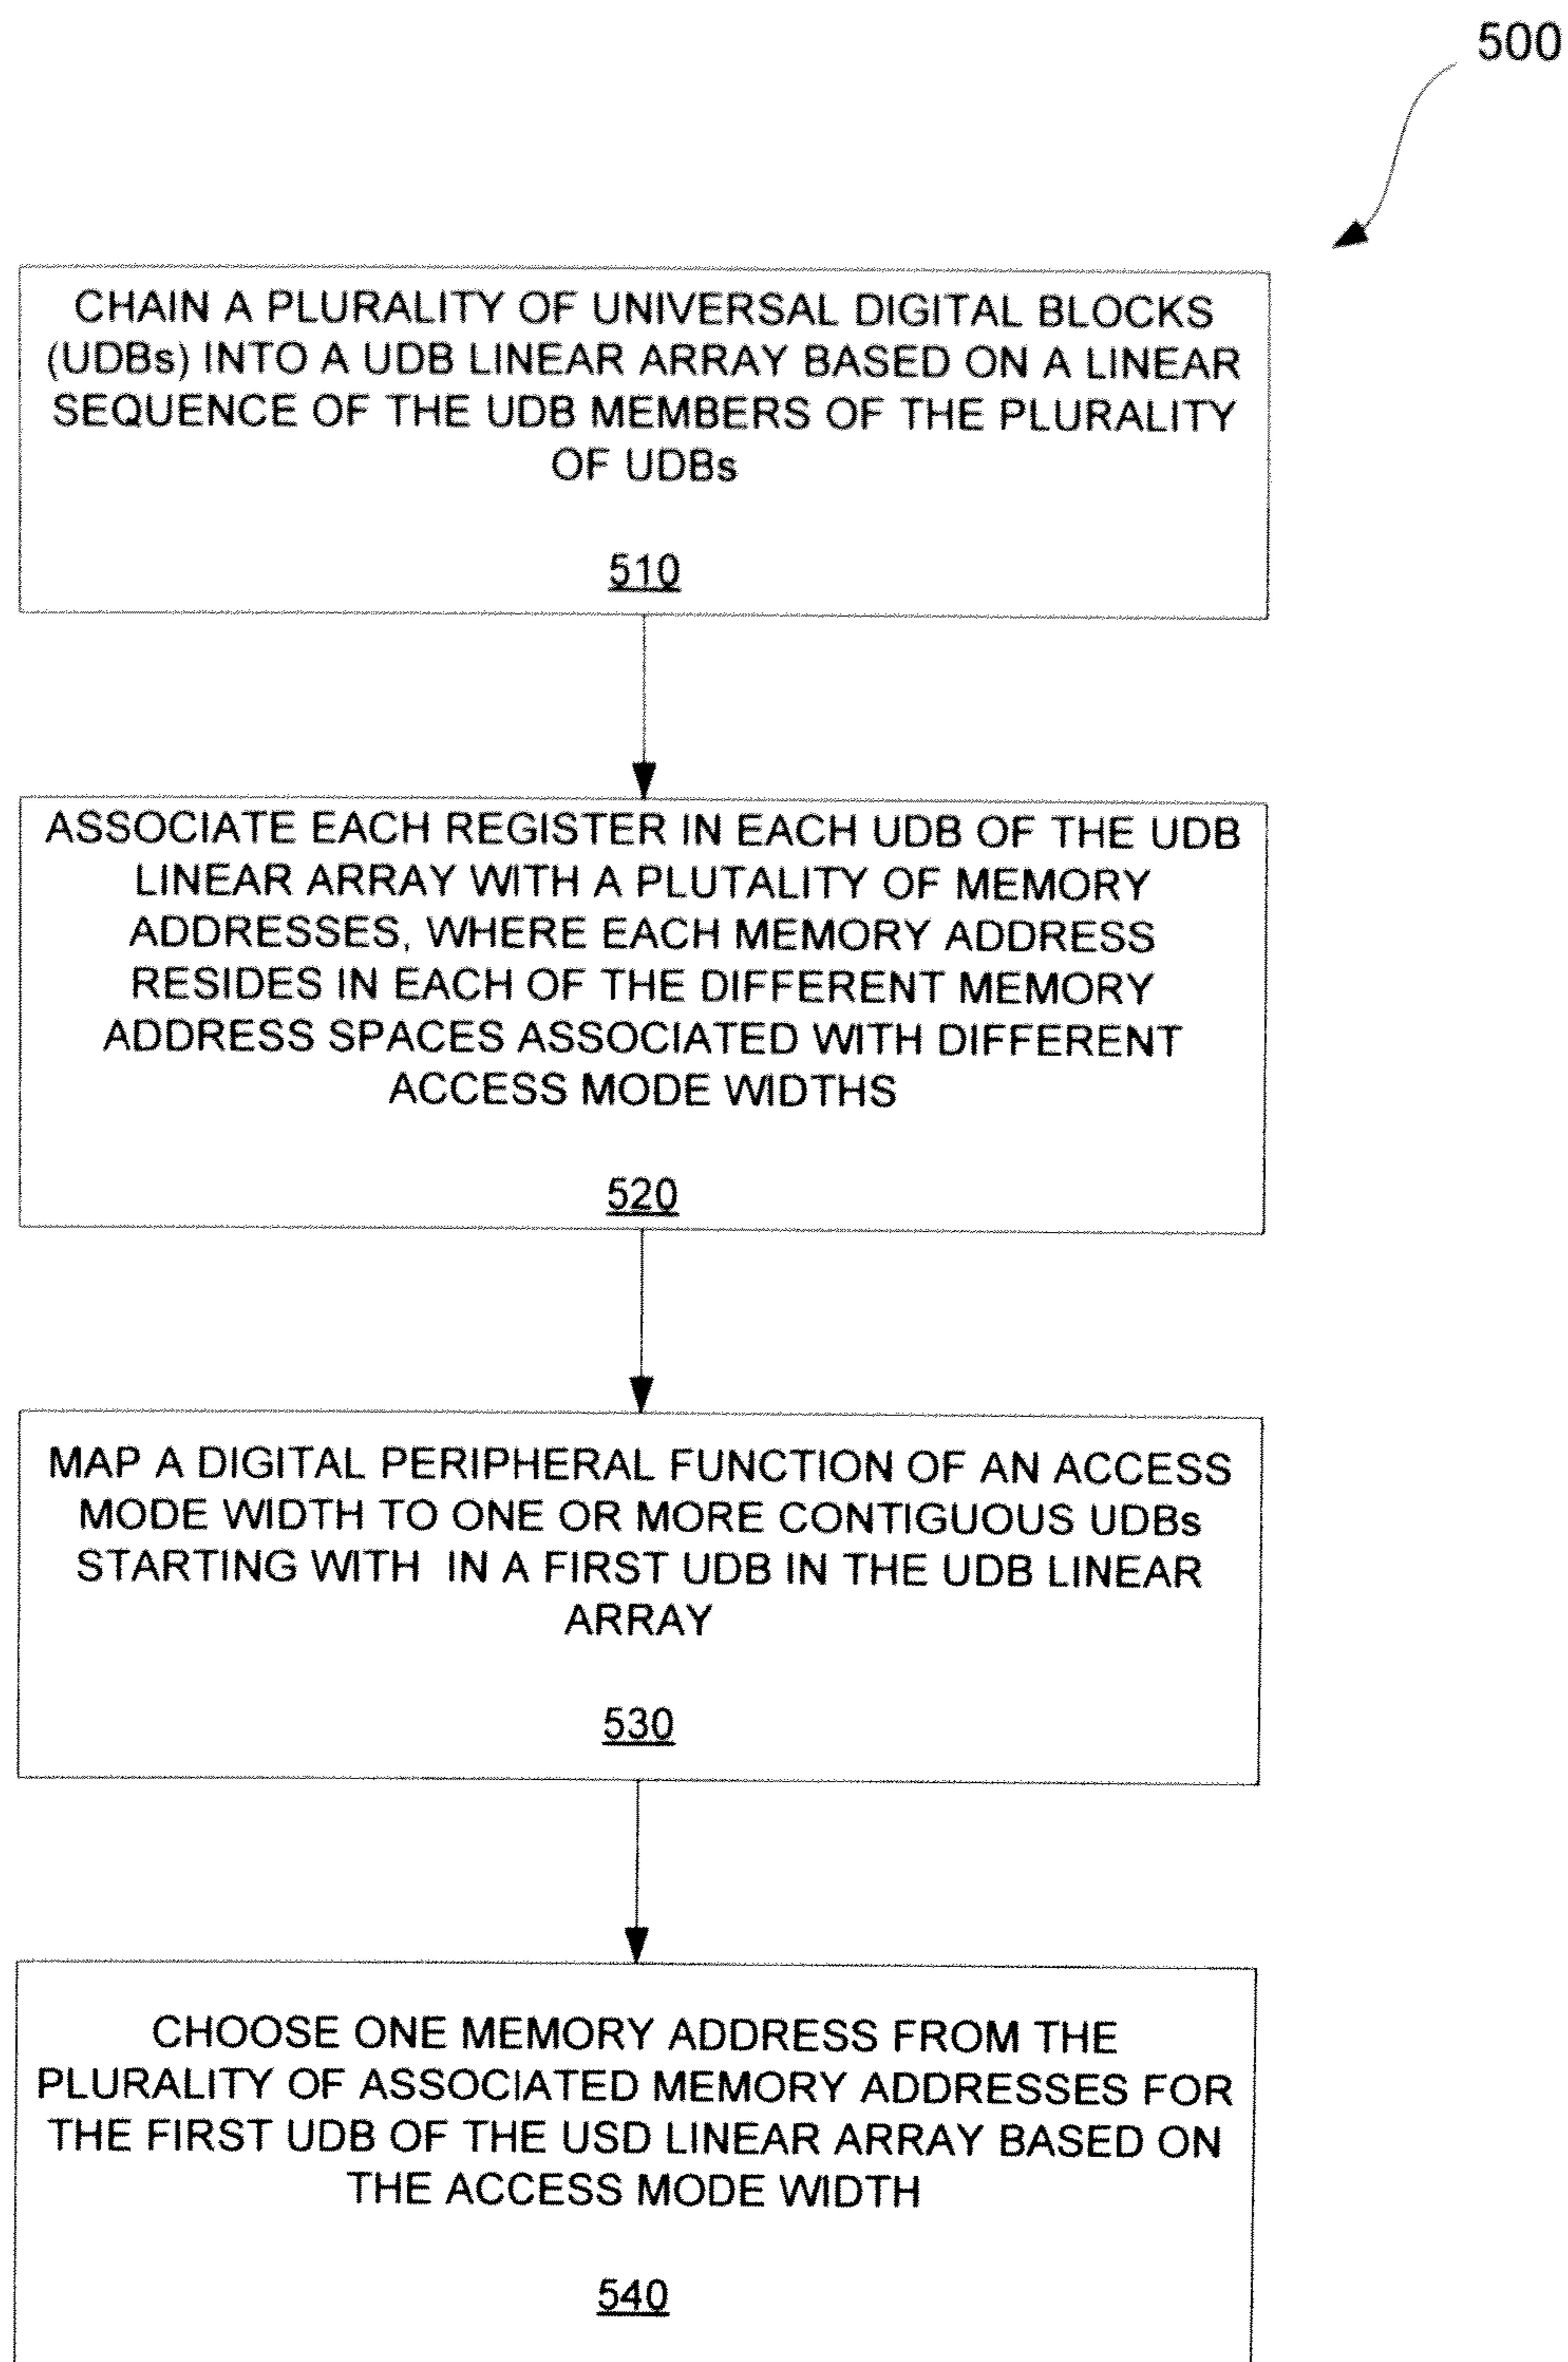 500
CHAIN A PLURALITY OF UNIVERSAL DIGITAL BLOCKS
(UDBs) INTO A UDB LINEAR ARRAY BASED ON A LINEAR
SEQUENCE OF THE UDB MEMBERS OF THE PLURALITY
OF UDBs
510
ASSOCIATE EACH REGISTER IN EACH UDB OF THE UDB
LINEAR ARRAY WITH A PLUTALITY OF MEMORY
ADDRESSES, WHERE EACH MEMORY ADDRESS
RESIDES IN EACH OF THE DIFFERENT MEMORY
ADDRESS SPACES ASSOCIATED WITH DIFFERENT
ACCESS MODE WIDTHS
520
MAP A DIGITAL PERIPHERAL FUNCTION OF AN ACCESS
MODE WIDTH TO ONE OR MORE CONTIGUOUS UDBs
STARTING WITH IN A FIRST UDB IN THE UDB LINEAR
ARRAY
530
CHOOSE ONE MEMORY ADDRESS FROM THE
PLURALITY OF ASSOCIATED MEMORY ADDRESSES FOR
THE FIRST UDB OF THE USD LINEAR ARRAY BASED ON
THE ACCESS MODE WIDTH
540